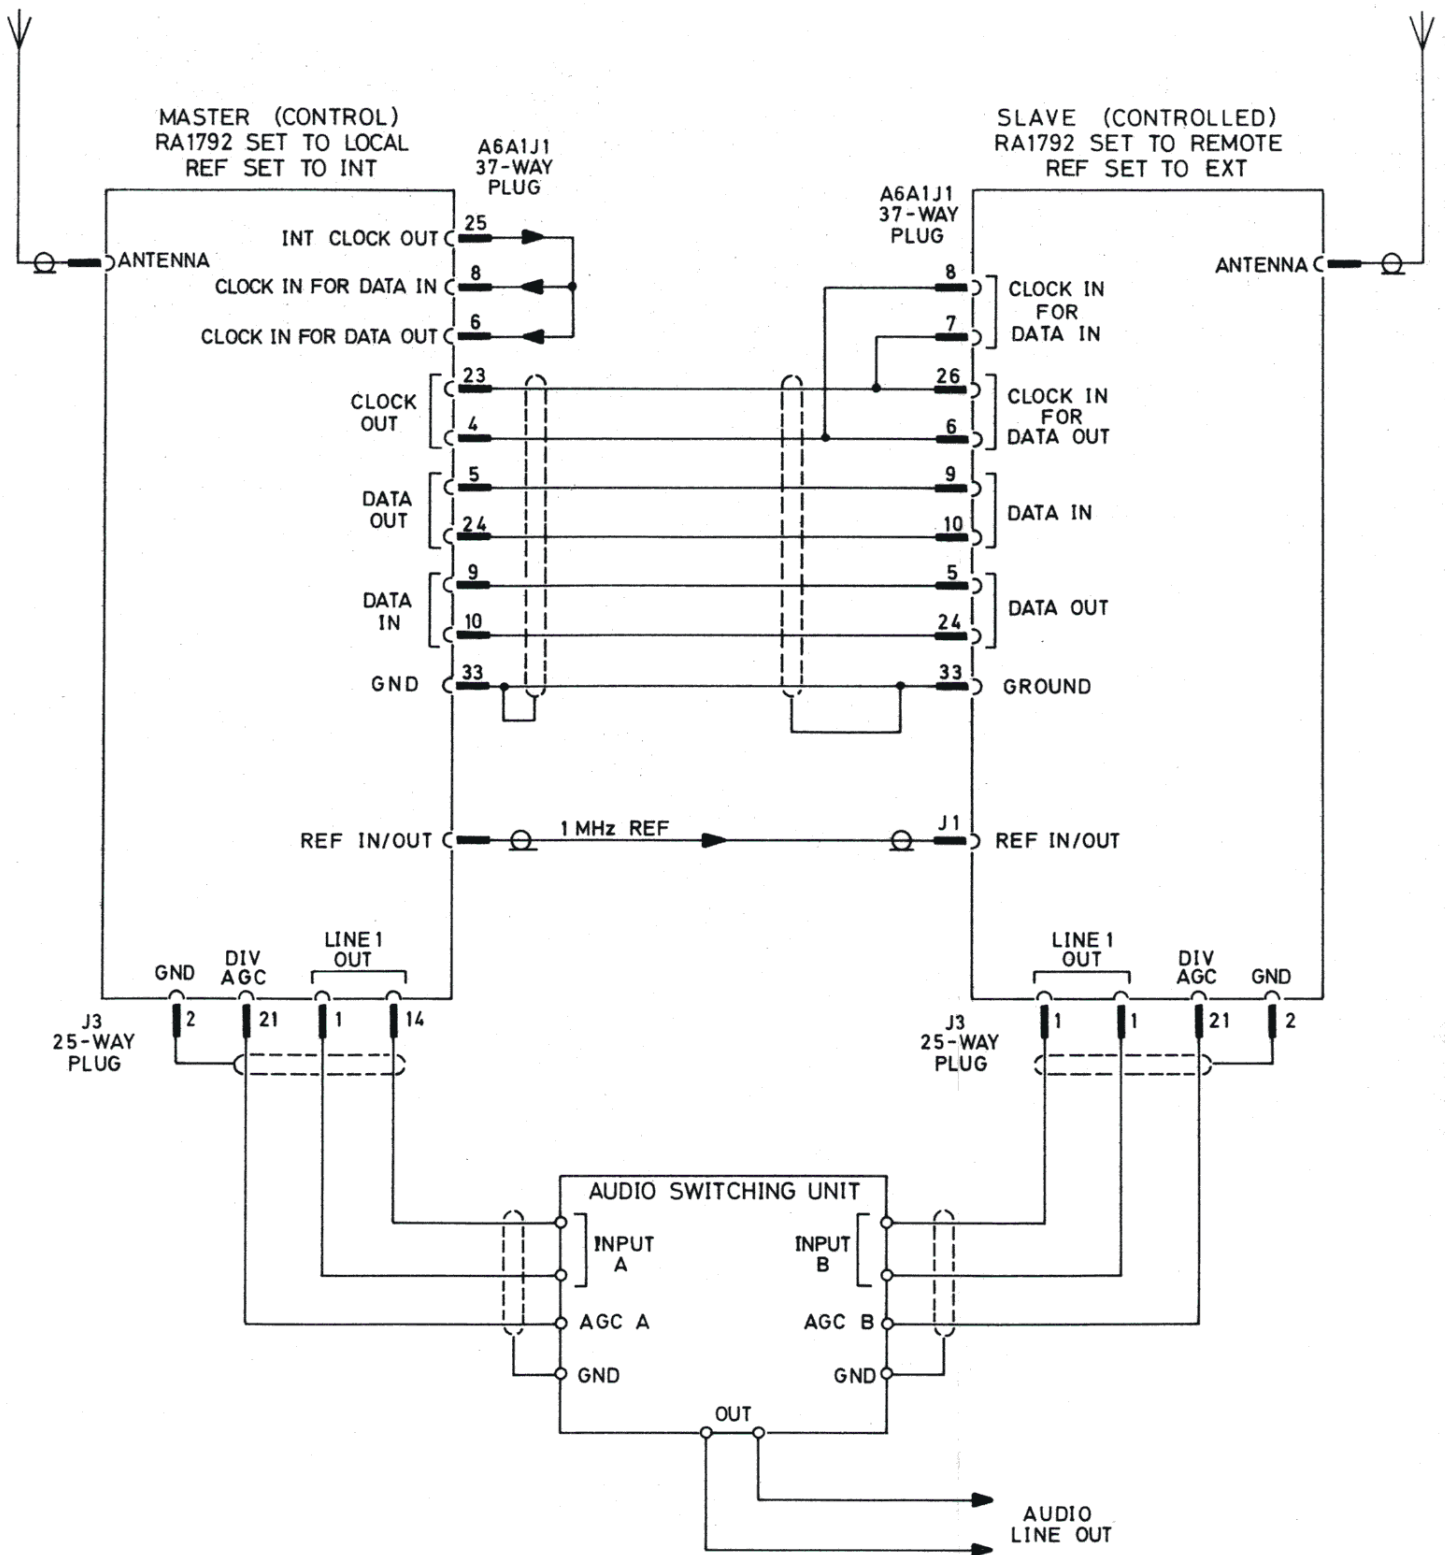 MASTER (CONTROL)
RA1792 SET TO LOCAL
REF SET TO INT
A6A1J1
37-WAY
PLUG
SLAVE (CONTROLLED)
RA1792 SET TO REMOTE
REF SET TO EXT
A6A1J1
37-WAY
PLUG
ANTENNA
INT CLOCK OUT
25
CLOCK IN FOR DATA IN
8
CLOCK IN FOR DATA OUT
6
CLOCK
OUT
23
4
DATA
OUT
5
24
DATA
IN
9
10
GND
33
8
7
CLOCK IN
FOR
DATA IN
26
6
CLOCK IN
FOR
DATA OUT
9
10
DATA IN
5
24
DATA OUT
33
GROUND
ANTENNA
REF IN/OUT
1MHz REF
J1
REF IN/OUT
GND
DIV
AGC
LINE 1
OUT
J3
25-WAY
PLUG
2
21
1
14
LINE 1
OUT
DIV
AGC
GND
J3
25-WAY
PLUG
1
1
21
2
AUDIO SWITCHING UNIT
INPUT
A
INPUT
B
AGC A
AGC B
GND
GND
OUT
AUDIO
LINE OUT